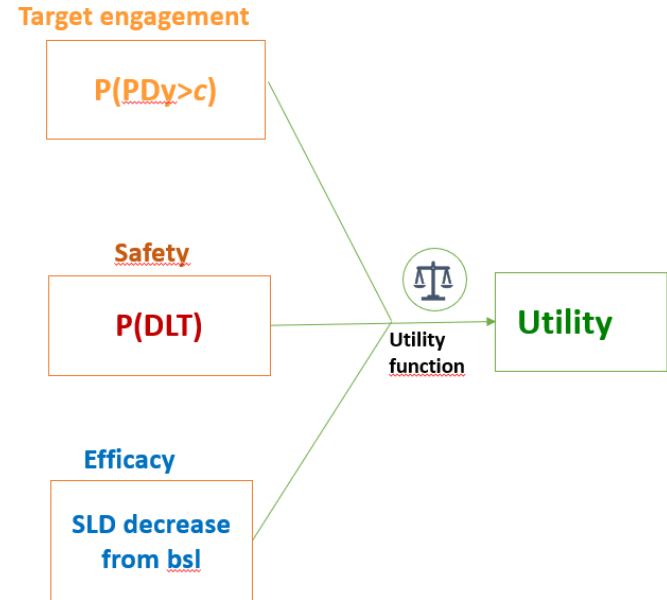 Target engagement
P(PDy>c)
Safety
P(DLT)
Utility
function
Utility
Efficacy
SLD decrease
from bsl